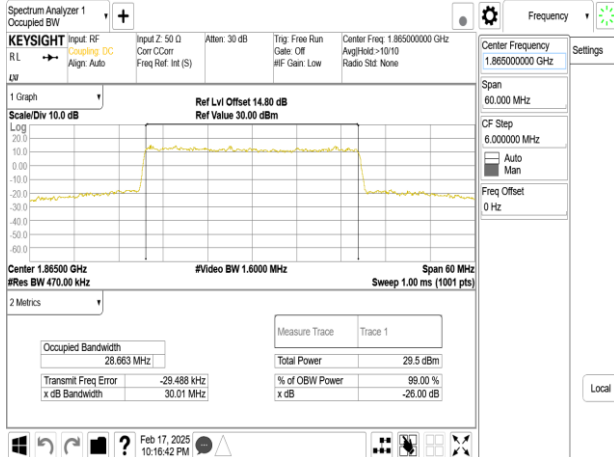 Spectrum Analyzer 1
Occupied BW
+
Frequency
KEYSIGHT
RL
LXI
Input: RF
Coupling: DC
Align: Auto
Input Z: 50 Ω
Corr CCorr
Freq Ref: Int (S)
Atten: 30 dB
Trig: Free Run
Gate: Off
#IF Gain: Low
Center Freq: 1.865000000 GHz
Avg|Hold:>10/10
Radio Std: None
Center Frequency
1.865000000 GHz
Settings
Span
60.000 MHz
CF Step
6.000000 MHz
Auto
Man
Freq Offset
0 Hz
Local
1 Graph
Scale/Div 10.0 dB
Ref Lvl Offset 14.80 dB
Ref Value 30.00 dBm
Log
20.0
10.0
0.00
-10.0
-20.0
-30.0
-40.0
-50.0
-60.0
Center 1.86500 GHz
#Video BW 1.6000 MHz
Span 60 MHz
#Res BW 470.00 kHz
Sweep 1.00 ms (1001 pts)
2 Metrics
Measure Trace Trace 1
Occupied Bandwidth
28.663 MHz
Total Power 29.5 dBm
Transmit Freq Error -29.488 kHz
% of OBW Power 99.00 %
x dB Bandwidth 30.01 MHz
x dB -26.00 dB
?
Feb 17, 2025
10:16:42 PM